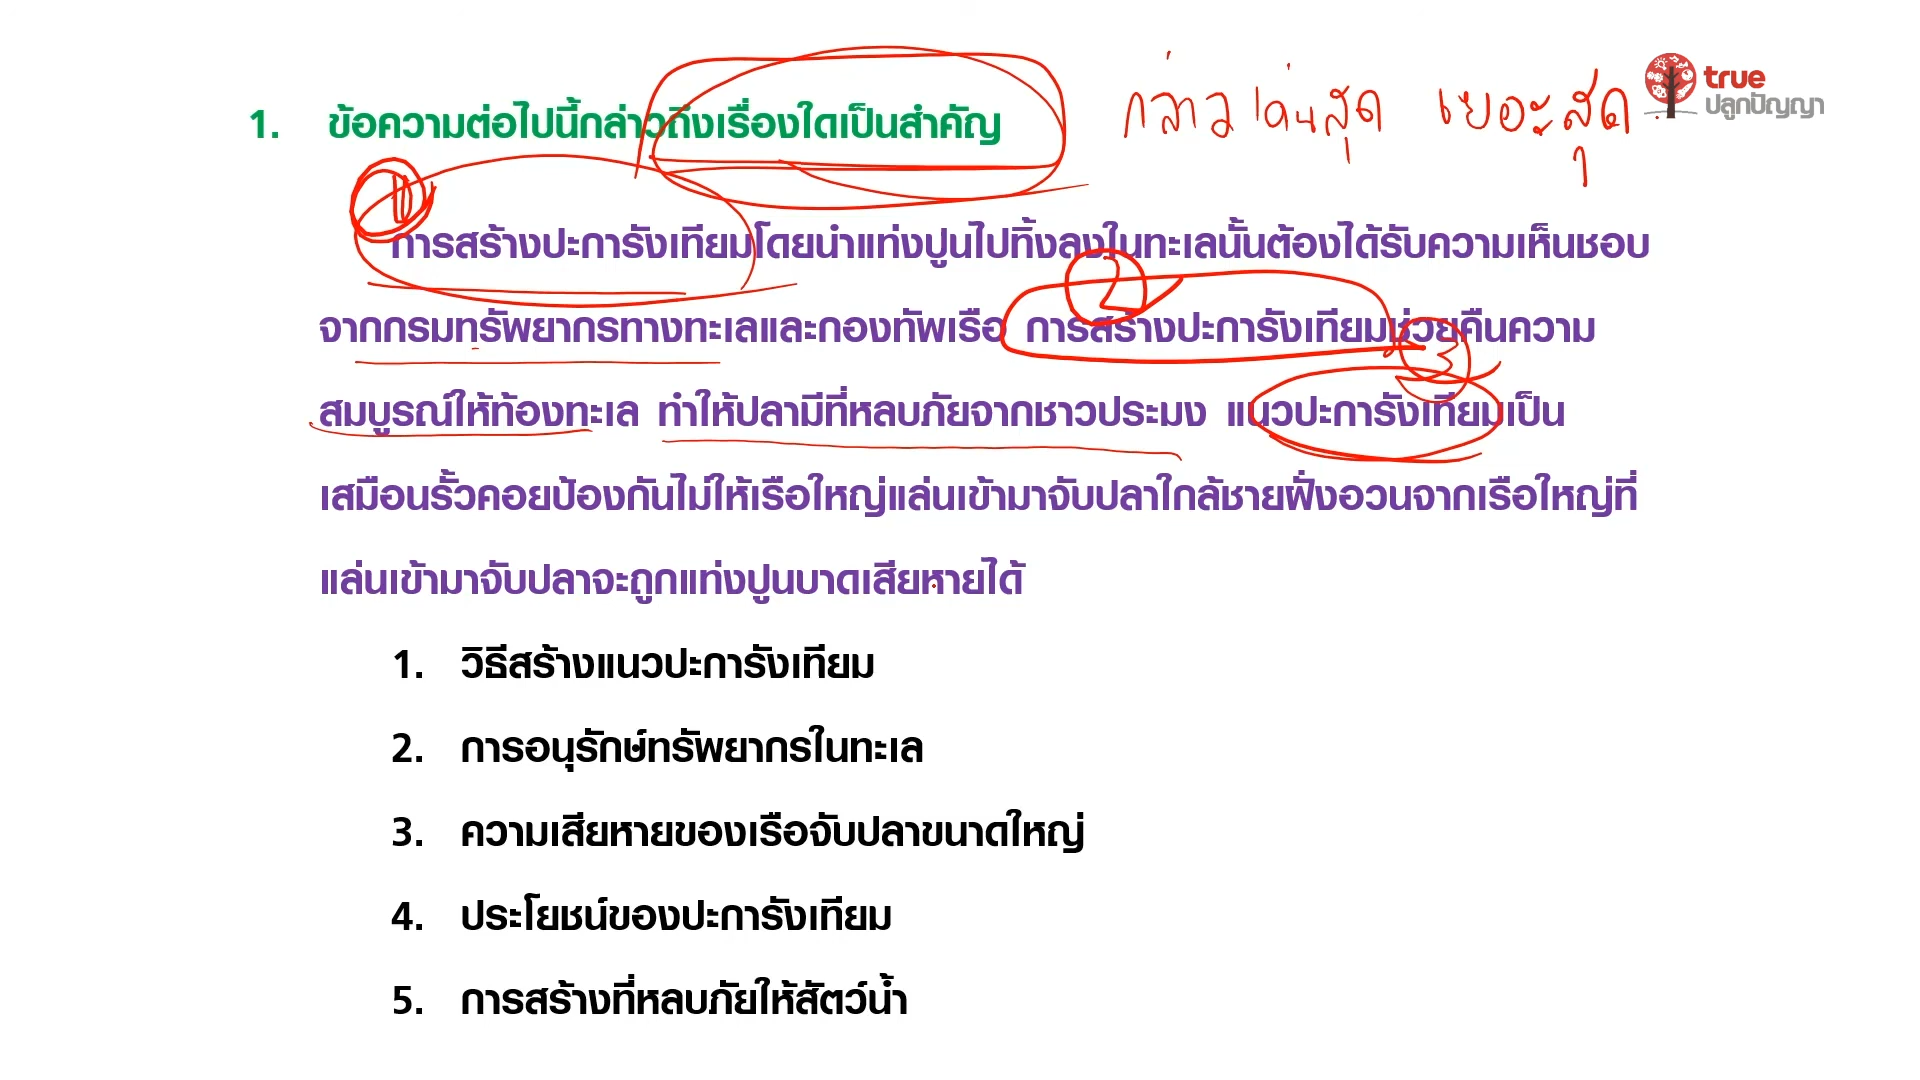 1. ข้อความต่อไปนี้กล่าวถึงเรื่องใดเป็นสำคัญ
กล่าวเด่นสุด เยอะสุด
true
ปลูกปัญญา
1
การสร้างปะการังเทียมโดยนำแท่งปูนไปทิ้งลงในทะเลนั้นต้องได้รับความเห็นชอบ
2
จากกรมทรัพยากรทางทะเลและกองทัพเรือ การสร้างปะการังเทียมช่วยคืนความ
3
สมบูรณ์ให้ท้องทะเล ทำให้ปลามีที่หลบภัยจากชาวประมง แนวปะการังเทียมเป็น
เสมือนรั้วคอยป้องกันไม่ให้เรือใหญ่แล่นเข้ามาจับปลาใกล้ชายฝั่งอวนจากเรือใหญ่ที่
แล่นเข้ามาจับปลาจะถูกแท่งปูนบาดเสียหายได้
1. วิธีสร้างแนวปะการังเทียม
2. การอนุรักษ์ทรัพยากรในทะเล
3. ความเสียหายของเรือจับปลาขนาดใหญ่
4. ประโยชน์ของปะการังเทียม
5. การสร้างที่หลบภัยให้สัตว์น้ำ